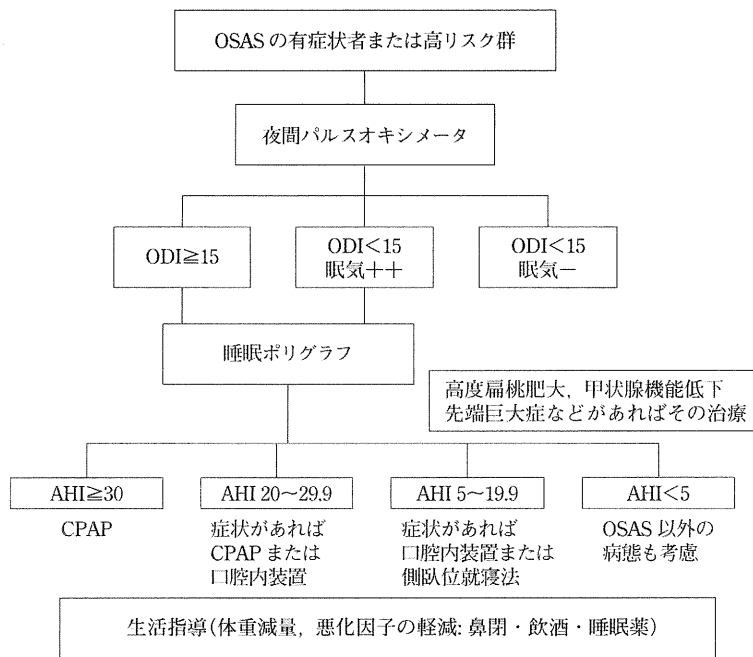 OSASの有症状者または高リスク群
夜間パルスオキシメータ
ODI≧15
ODI<15
眠気++
ODI<15
眠気−
睡眠ポリグラフ
高度扁桃肥大，甲状腺機能低下
先端巨大症などがあればその治療
AHI≧30
CPAP
AHI 20～29.9
症状があれば
CPAPまたは
口腔内装置
AHI 5～19.9
症状があれば
口腔内装置または
側臥位就寝法
AHI<5
OSAS以外の
病態も考慮
生活指導(体重減量，悪化因子の軽減: 鼻閉・飲酒・睡眠薬)